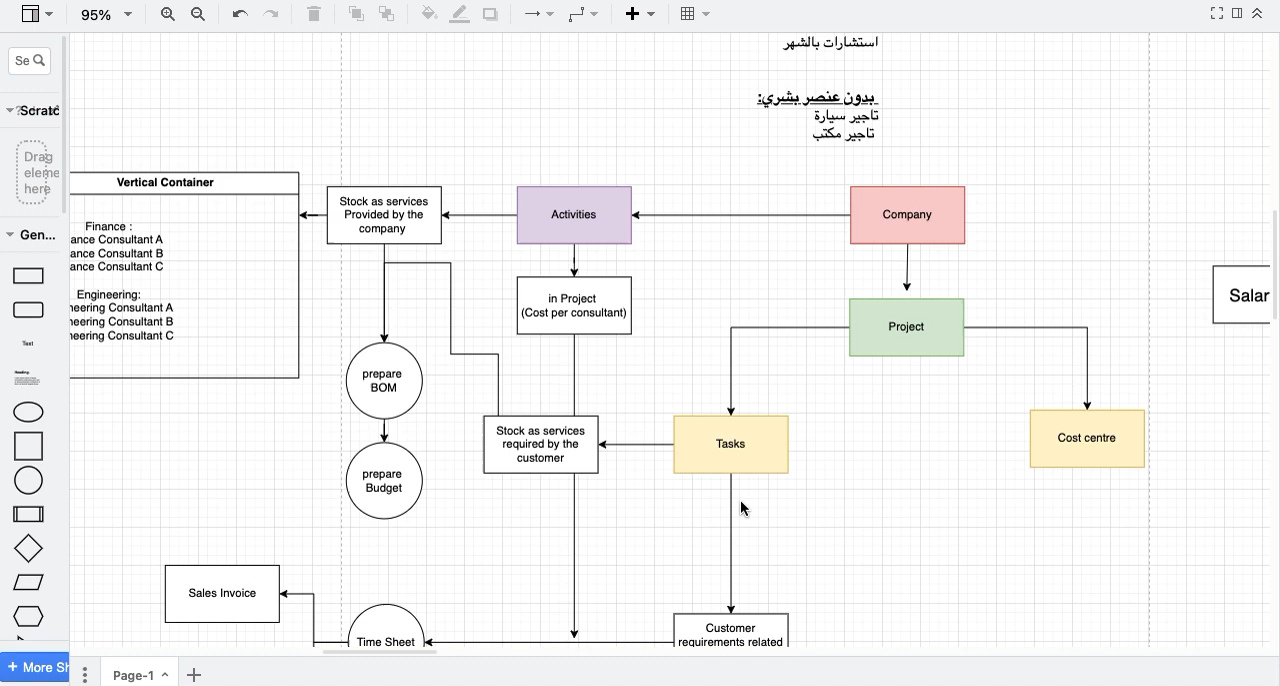 95%
استشارات بالشهر
بدون عنصر بشري:
تاجير سيارة
تاجير مكتب
Se
Scratc
Drag
eleme
here
Gen...
Text
Heading
Vertical Container
Finance :
ance Consultant A
ance Consultant B
ance Consultant C
Engineering:
neering Consultant A
neering Consultant B
neering Consultant C
Stock as services
Provided by the
company
Activities
Company
in Project
(Cost per consultant)
Project
Salar
prepare
BOM
Stock as services
required by the
customer
Tasks
Cost centre
prepare
Budget
Sales Invoice
Time Sheet
Customer
requirements related
+ More Sh
Page-1